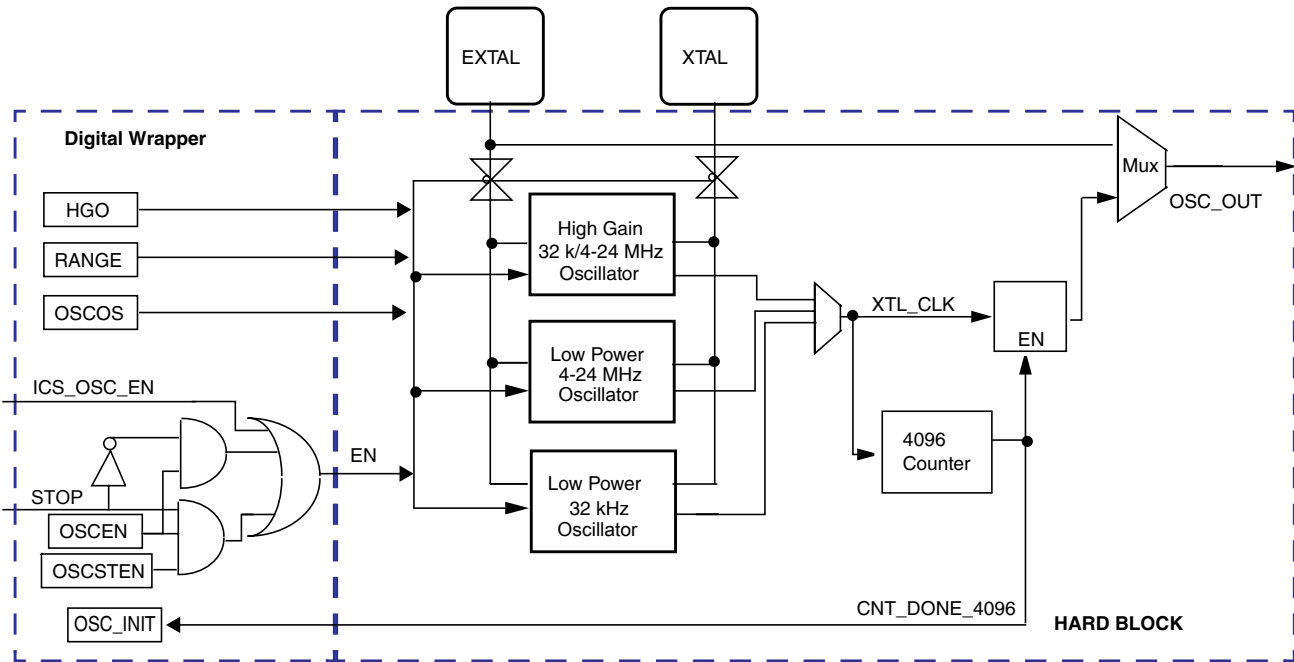 EXTAL
XTAL
Digital Wrapper
Mux
OSC_OUT
HGO
RANGE
OSCOS
High Gain
32 k/4-24 MHz
Oscillator
XTL_CLK
EN
Low Power
4-24 MHz
Oscillator
ICS_OSC_EN
EN
4096
Counter
Low Power
32 kHz
Oscillator
STOP
OSCEN
OSCSTEN
OSC_INIT
CNT_DONE_4096
HARD BLOCK